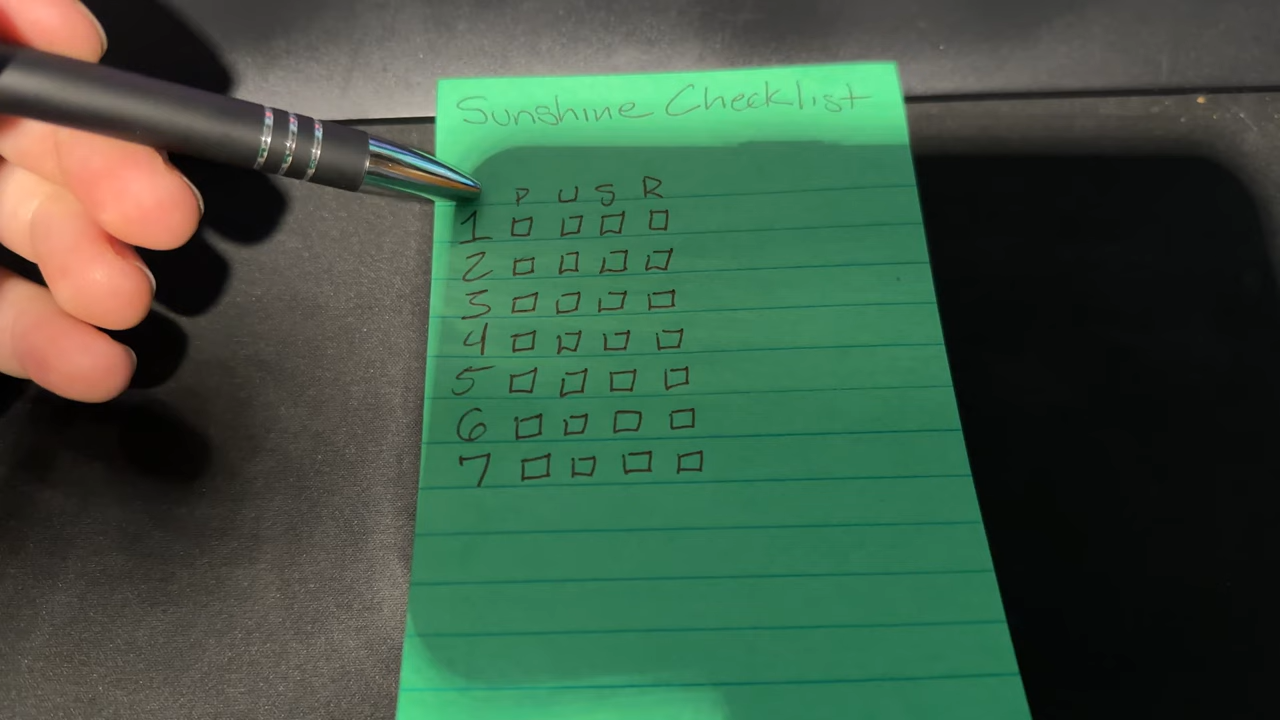 Sunshine Checklist
P U S R
1 □ □ □ □
2 □ □ □ □
3 □ □ □ □
4 □ □ □ □
5 □ □ □ □
6 □ □ □ □
7 □ □ □ □